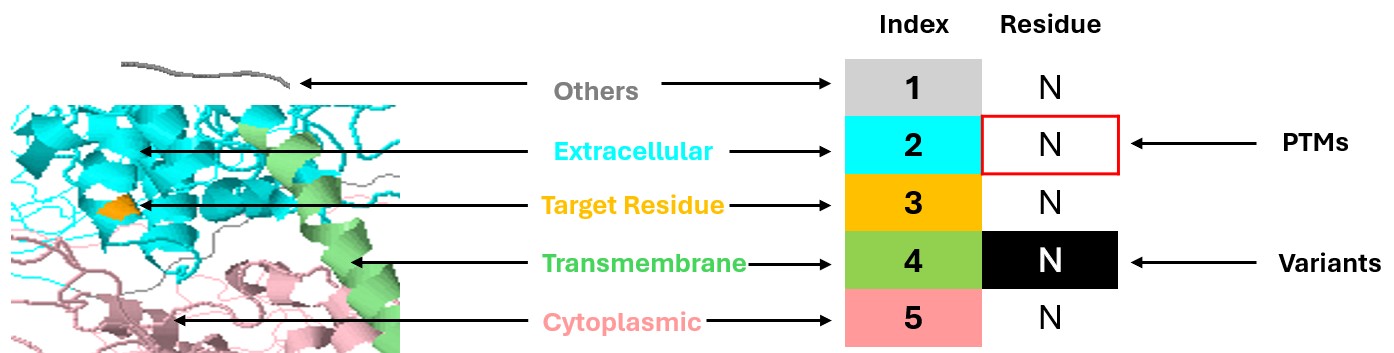 Index Residue
Others 1 N
Extracellular 2 N PTMs
Target Residue 3 N
Transmembrane 4 N Variants
Cytoplasmic 5 N